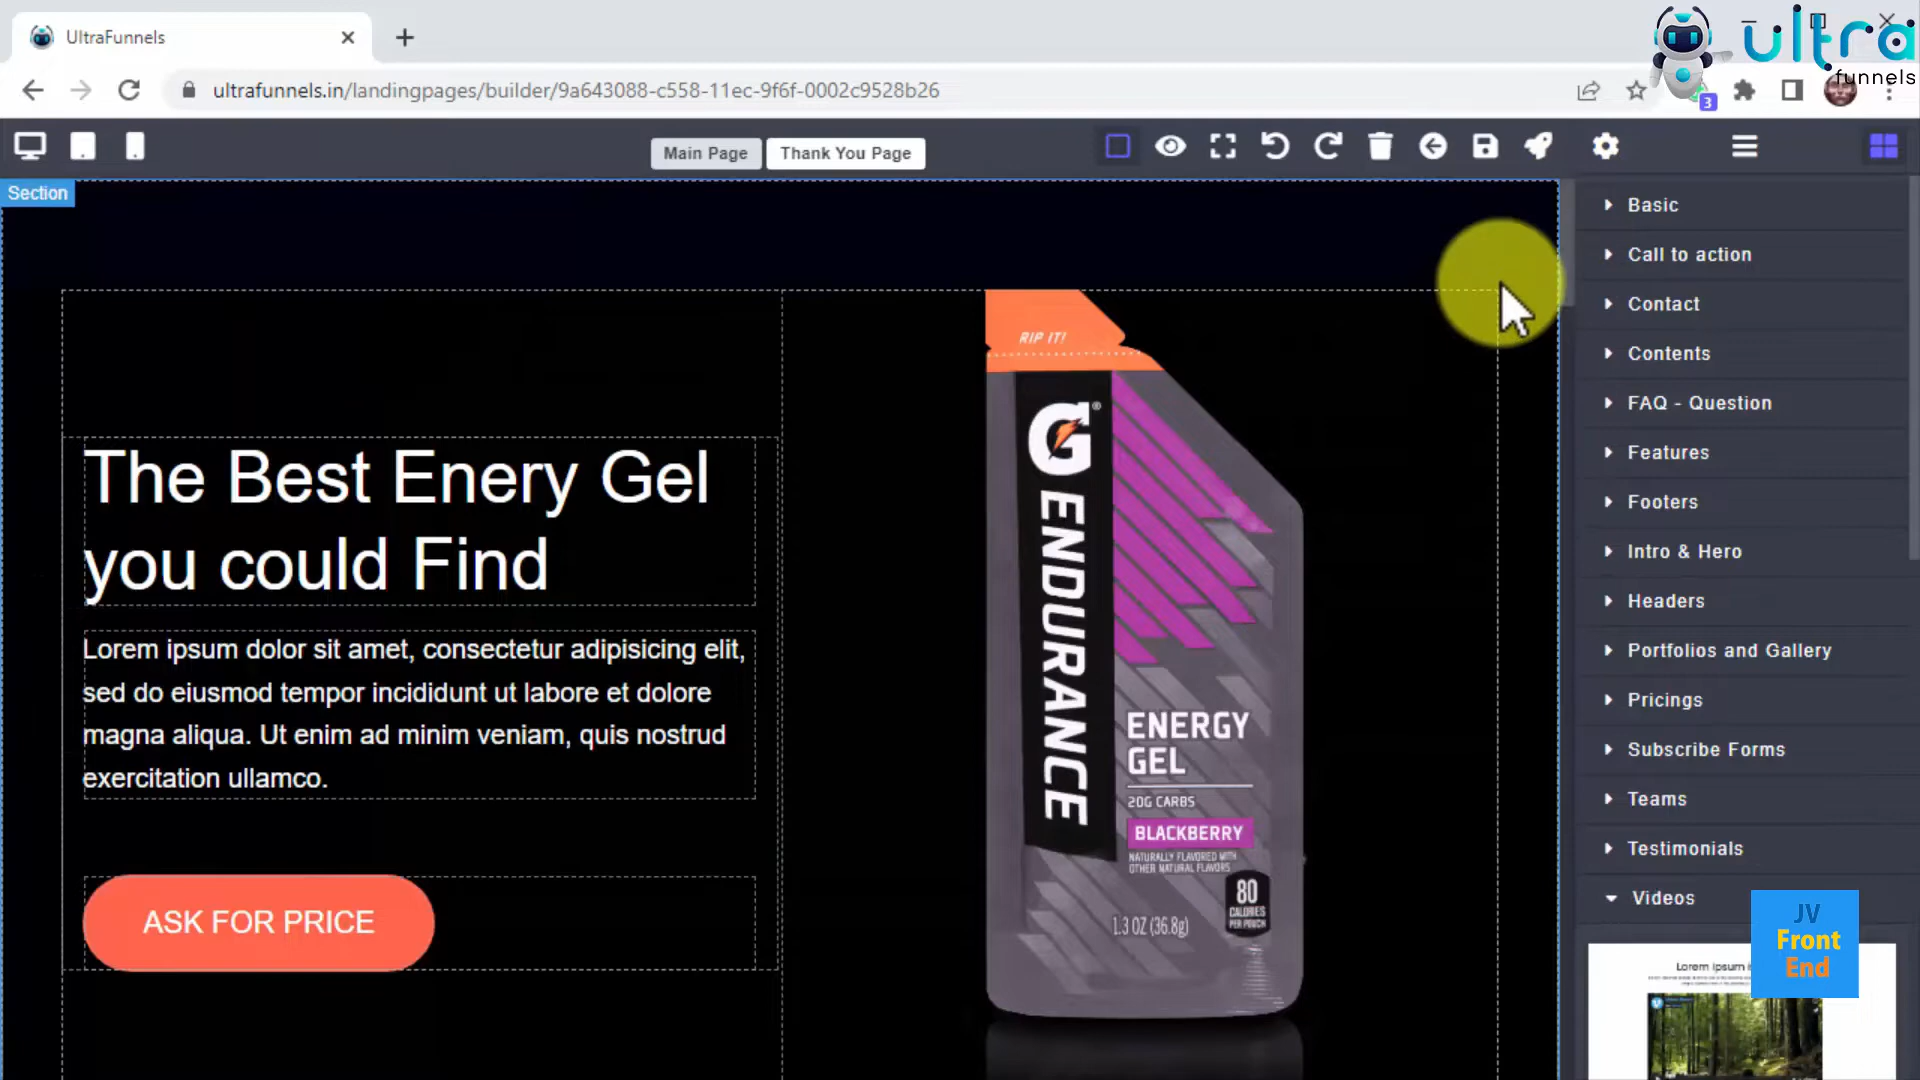 UltraFunnels
ultra
funnels
ultrafunnels.in/landingpages/builder/9a643088-c558-11ec-9f6f-0002c9528b26
3
Main Page
Thank You Page
Section
Basic
Call to action
Contact
Contents
FAQ - Question
Features
Footers
Intro & Hero
Headers
Portfolios and Gallery
Pricings
Subscribe Forms
Teams
Testimonials
Videos
The Best Enery Gel
you could Find
Lorem ipsum dolor sit amet, consectetur adipisicing elit,
sed do eiusmod tempor incididunt ut labore et dolore
magna aliqua. Ut enim ad minim veniam, quis nostrud
exercitation ullamco.
ASK FOR PRICE
RIP IT!
G
ENDURANCE
ENERGY
GEL
20G CARBS
BLACKBERRY
NATURALLY FLAVORED WITH
OTHER NATURAL FLAVORS
80
CALORIES
PER POUCH
1.3 OZ (36.8g)
JV
Front
End
Lorem ipsum